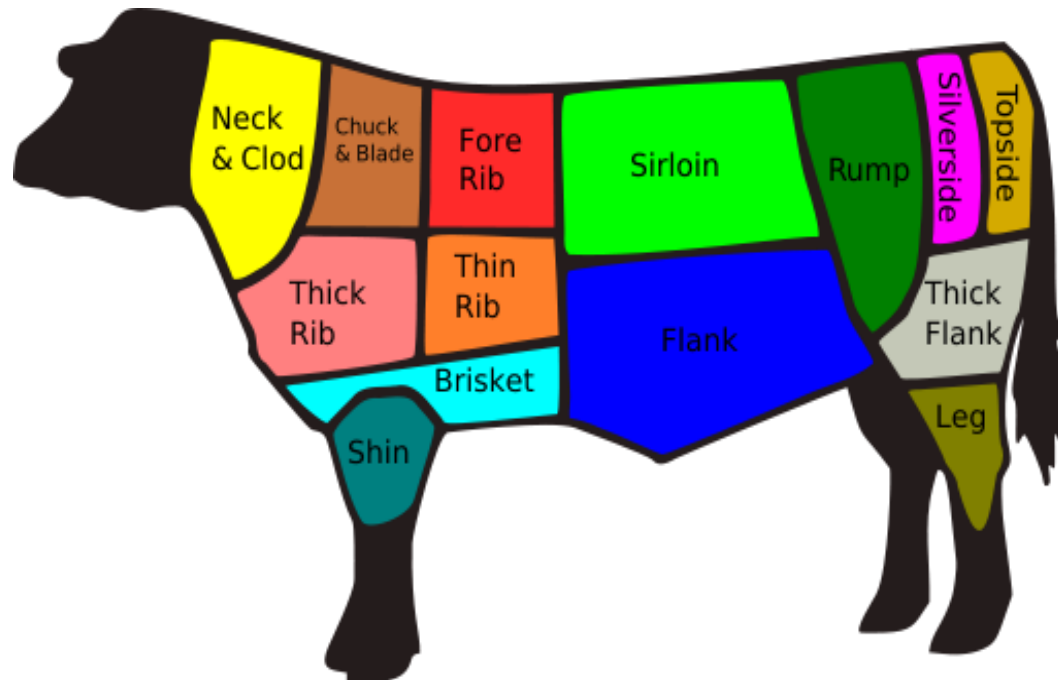 Neck
& Clod
Chuck
& Blade
Fore
Rib
Sirloin
Rump
Silverside
Topside
Thick
Rib
Thin
Rib
Flank
Thick
Flank
Brisket
Shin
Leg